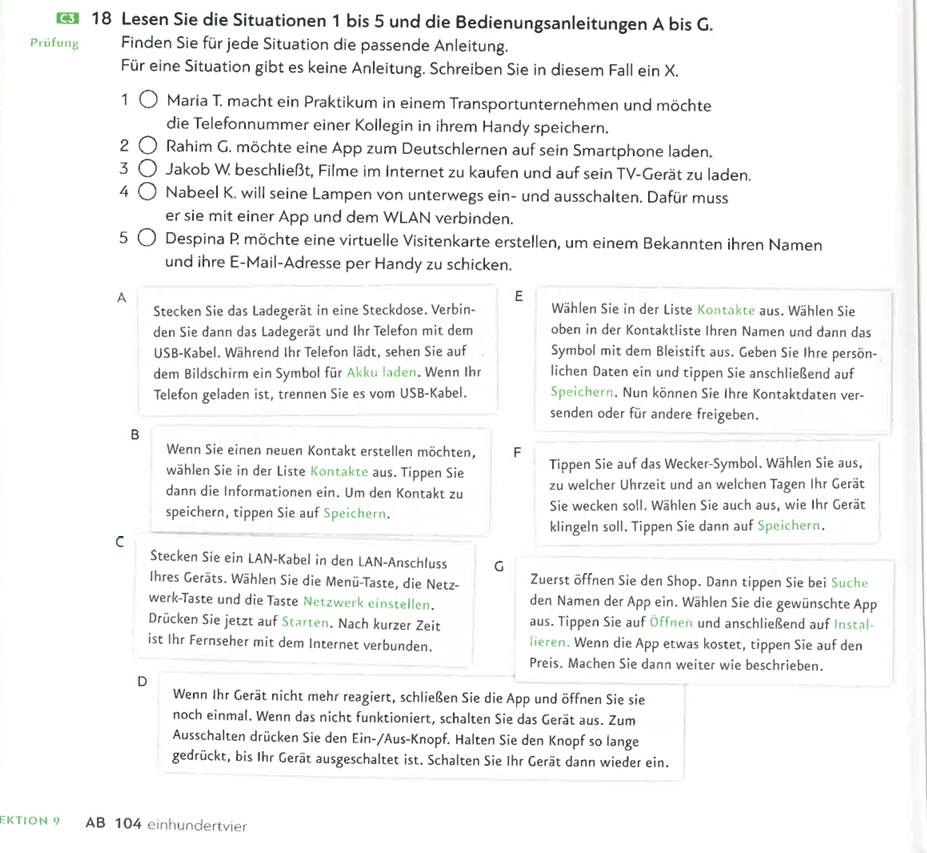 C3 18 Lesen Sie die Situationen 1 bis 5 und die Bedienungsanleitungen A bis G.
Prüfung Finden Sie für jede Situation die passende Anleitung.
Für eine Situation gibt es keine Anleitung. Schreiben Sie in diesem Fall ein X.
1 Maria T. macht ein Praktikum in einem Transportunternehmen und möchte
die Telefonnummer einer Kollegin in ihrem Handy speichern.
2 Rahim G. möchte eine App zum Deutschlernen auf sein Smartphone laden.
3 Jakob W. beschließt, Filme im Internet zu kaufen und auf sein TV-Gerät zu laden.
4 Nabeel K. will seine Lampen von unterwegs ein- und ausschalten. Dafür muss
er sie mit einer App und dem WLAN verbinden.
5 Despina P. möchte eine virtuelle Visitenkarte erstellen, um einem Bekannten ihren Namen
und ihre E-Mail-Adresse per Handy zu schicken.
A
Stecken Sie das Ladegerät in eine Steckdose. Verbin-
den Sie dann das Ladegerät und Ihr Telefon mit dem
USB-Kabel. Während Ihr Telefon lädt, sehen Sie auf
dem Bildschirm ein Symbol für Akku laden. Wenn Ihr
Telefon geladen ist, trennen Sie es vom USB-Kabel.
B
Wenn Sie einen neuen Kontakt erstellen möchten,
wählen Sie in der Liste Kontakte aus. Tippen Sie
dann die Informationen ein. Um den Kontakt zu
speichern, tippen Sie auf Speichern.
C
Stecken Sie ein LAN-Kabel in den LAN-Anschluss
Ihres Geräts. Wählen Sie die Menü-Taste, die Netz-
werk-Taste und die Taste Netzwerk einstellen.
Drücken Sie jetzt auf Starten. Nach kurzer Zeit
ist Ihr Fernseher mit dem Internet verbunden.
D
Wenn Ihr Gerät nicht mehr reagiert, schließen Sie die App und öffnen Sie sie
noch einmal. Wenn das nicht funktioniert, schalten Sie das Gerät aus. Zum
Ausschalten drücken Sie den Ein-/Aus-Knopf. Halten Sie den Knopf so lange
gedrückt, bis Ihr Gerät ausgeschaltet ist. Schalten Sie Ihr Gerät dann wieder ein.
E
Wählen Sie in der Liste Kontakte aus. Wählen Sie
oben in der Kontaktliste Ihren Namen und dann das
Symbol mit dem Bleistift aus. Geben Sie Ihre persön-
lichen Daten ein und tippen Sie anschließend auf
Speichern. Nun können Sie Ihre Kontaktdaten ver-
senden oder für andere freigeben.
F
Tippen Sie auf das Wecker-Symbol. Wählen Sie aus,
zu welcher Uhrzeit und an welchen Tagen Ihr Gerät
Sie wecken soll. Wählen Sie auch aus, wie Ihr Gerät
klingeln soll. Tippen Sie dann auf Speichern.
G
Zuerst öffnen Sie den Shop. Dann tippen Sie bei Suche
den Namen der App ein. Wählen Sie die gewünschte App
aus. Tippen Sie auf Öffnen und anschließend auf Instal-
lieren. Wenn die App etwas kostet, tippen Sie auf den
Preis. Machen Sie dann weiter wie beschrieben.
EKTION 9 AB 104 einhundertvier